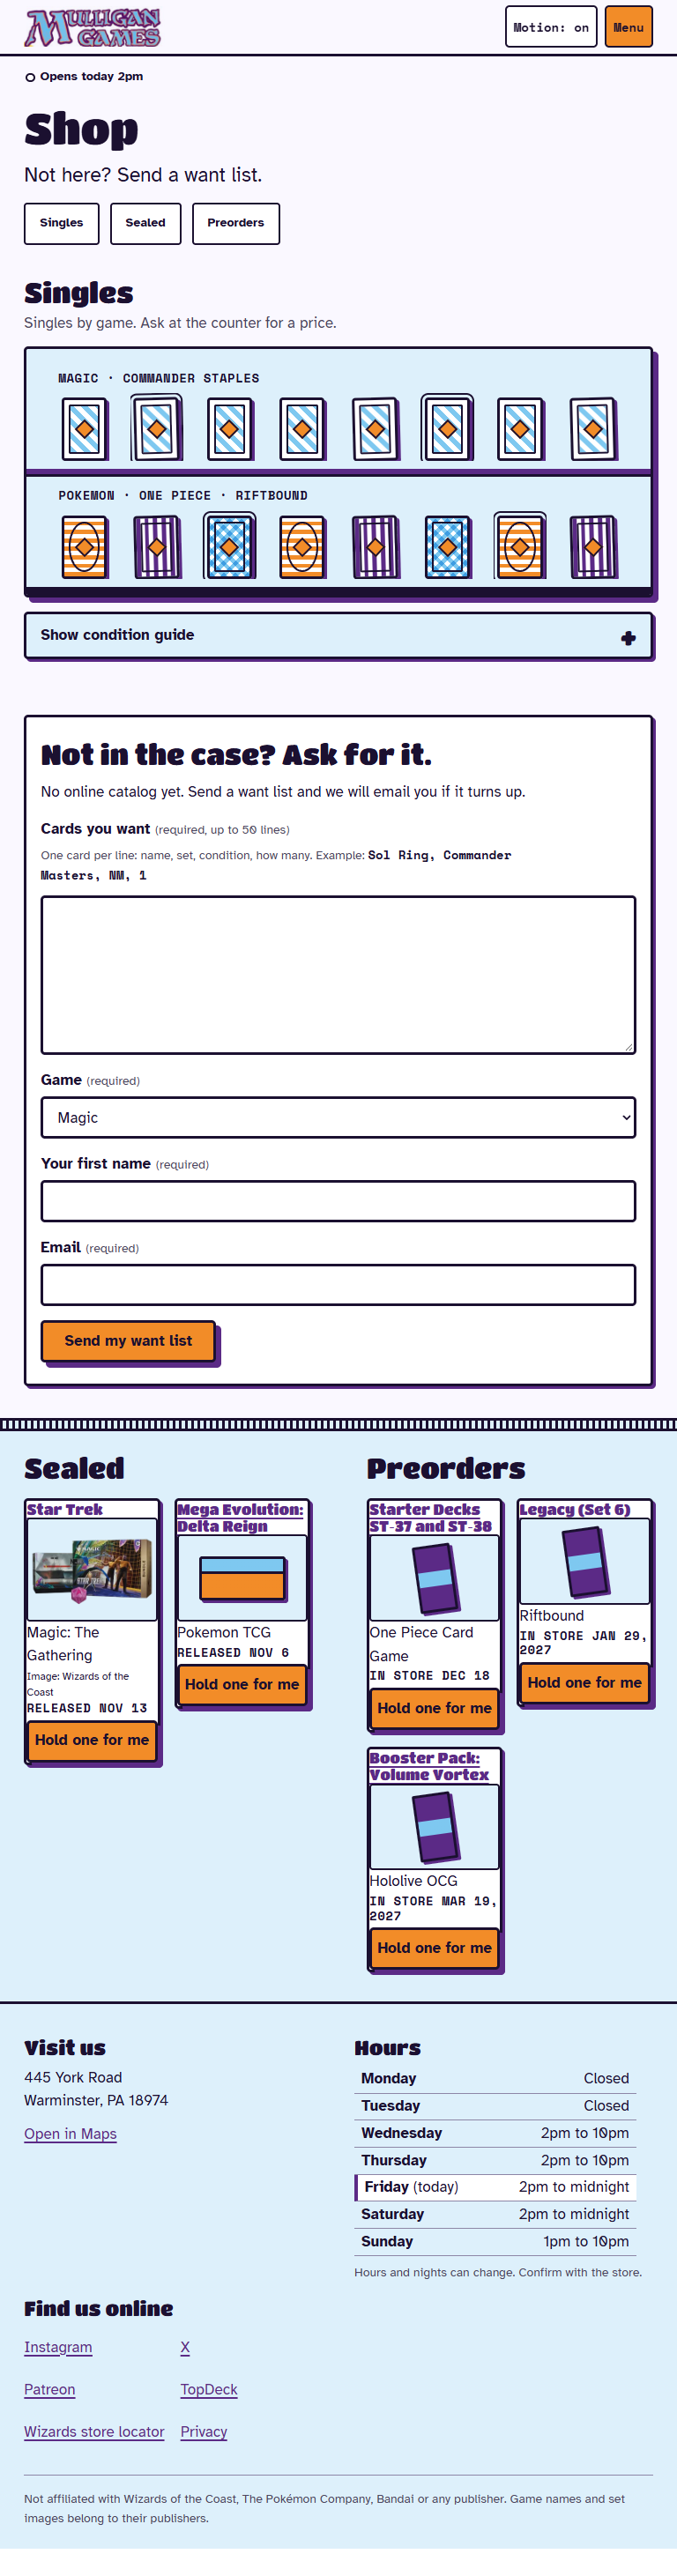 MULLIGAN
GAMES
Motion: on
Menu
Opens today 2pm
Shop
Not here? Send a want list.
Singles
Sealed
Preorders
Singles
Singles by game. Ask at the counter for a price.
MAGIC · COMMANDER STAPLES
POKEMON · ONE PIECE · RIFTBOUND
Show condition guide
Not in the case? Ask for it.
No online catalog yet. Send a want list and we will email you if it turns up.
Cards you want (required, up to 50 lines)
One card per line: name, set, condition, how many. Example: Sol Ring, Commander
Masters, NM, 1
Game (required)
Magic
Your first name (required)
Email (required)
Send my want list
Sealed
Star Trek
Magic: The
Gathering
Image: Wizards of the
Coast
RELEASED NOV 13
Hold one for me
Mega Evolution:
Delta Reign
Pokemon TCG
RELEASED NOV 6
Hold one for me
Preorders
Starter Decks
ST-37 and ST-38
One Piece Card
Game
IN STORE DEC 18
Hold one for me
Legacy (Set 6)
Riftbound
IN STORE JAN 29,
2027
Hold one for me
Booster Pack:
Volume Vortex
Hololive OCG
IN STORE MAR 19,
2027
Hold one for me
Visit us
445 York Road
Warminster, PA 18974
Open in Maps
Hours
Monday Closed
Tuesday Closed
Wednesday 2pm to 10pm
Thursday 2pm to 10pm
Friday (today) 2pm to midnight
Saturday 2pm to midnight
Sunday 1pm to 10pm
Hours and nights can change. Confirm with the store.
Find us online
Instagram
X
Patreon
TopDeck
Wizards store locator
Privacy
Not affiliated with Wizards of the Coast, The Pokémon Company, Bandai or any publisher. Game names and set
images belong to their publishers.